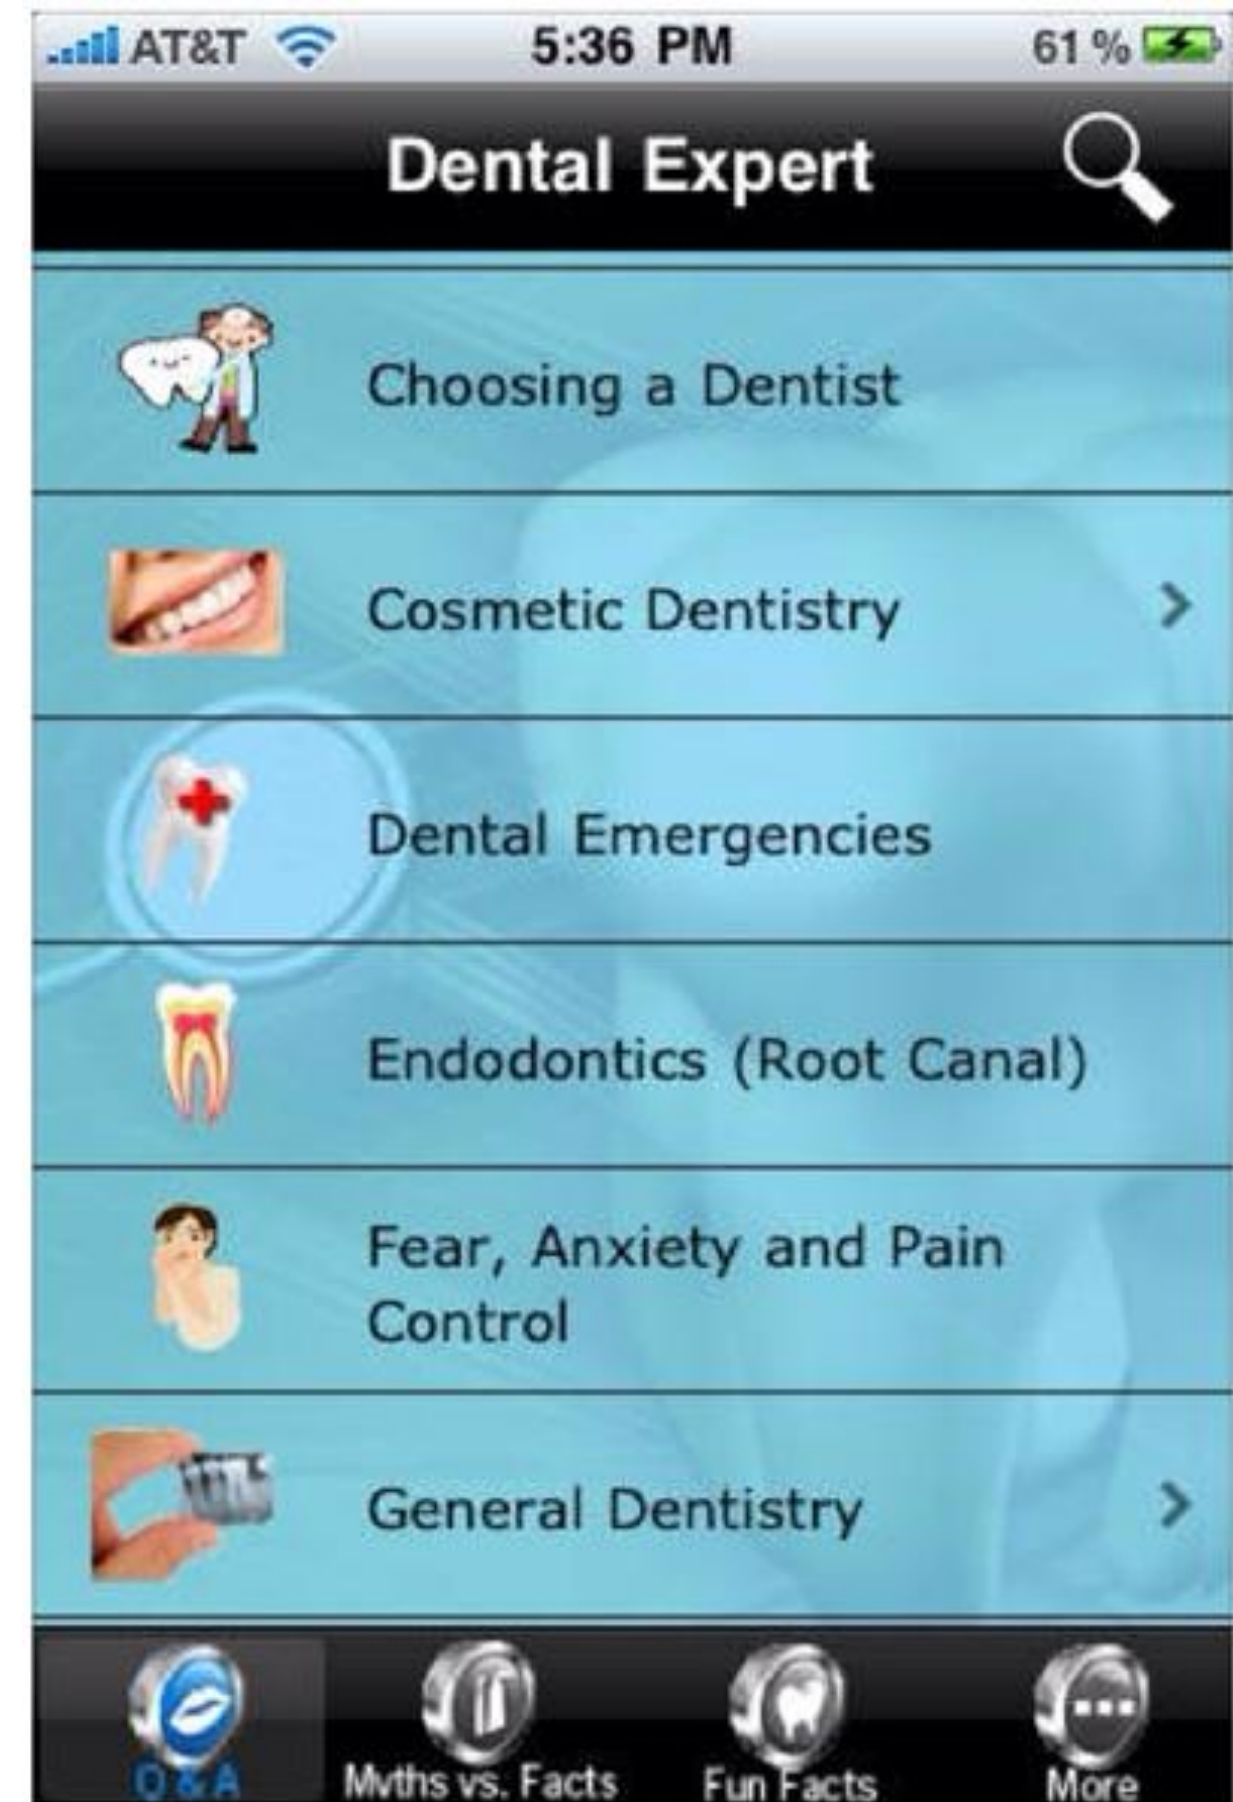 AT&T 5:36 PM 61%
Dental Expert
Choosing a Dentist
Cosmetic Dentistry
Dental Emergencies
Endodontics (Root Canal)
Fear, Anxiety and Pain
Control
General Dentistry
Q & A Myths vs. Facts Fun Facts More